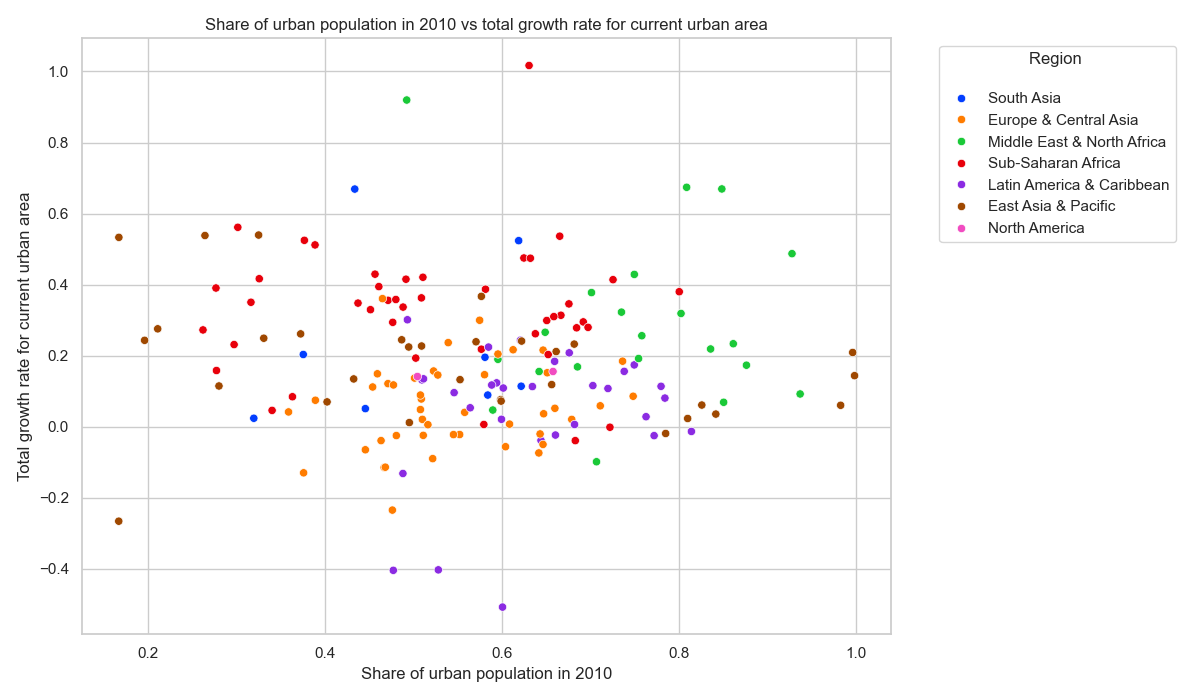 Share of urban population in 2010 vs total growth rate for current urban area
Total growth rate for current urban area
1.0
0.8
0.6
0.4
0.2
0.0
−0.2
−0.4
0.2
0.4
0.6
0.8
1.0
Share of urban population in 2010
Region
South Asia
Europe & Central Asia
Middle East & North Africa
Sub-Saharan Africa
Latin America & Caribbean
East Asia & Pacific
North America